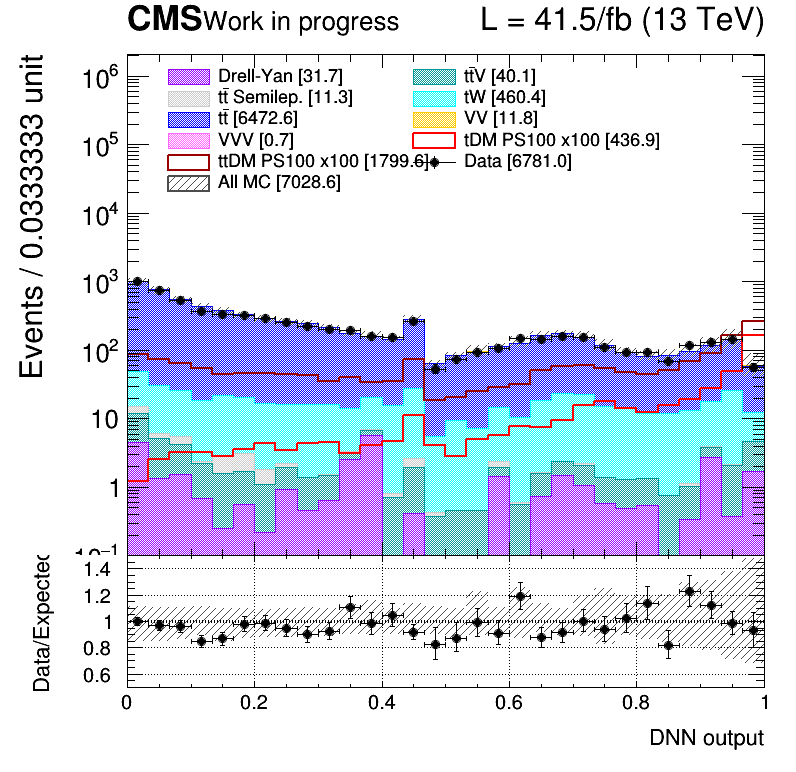 CMS Work in progress L = 41.5/fb (13 TeV)
Events / 0.0333333 unit
10⁶
10⁵
10⁴
10³
10²
10
1
10⁻¹
Drell-Yan [31.7] tt̄V [40.1]
tt̄ Semilep. [11.3] tW [460.4]
tt̄ [6472.6] VV [11.8]
VVV [0.7] tDM PS100 x100 [436.9]
ttDM PS100 x100 [1799.6] Data [6781.0]
All MC [7028.6]
Data/Expected
1.4
1.2
1
0.8
0.6
0 0.2 0.4 0.6 0.8 1
DNN output